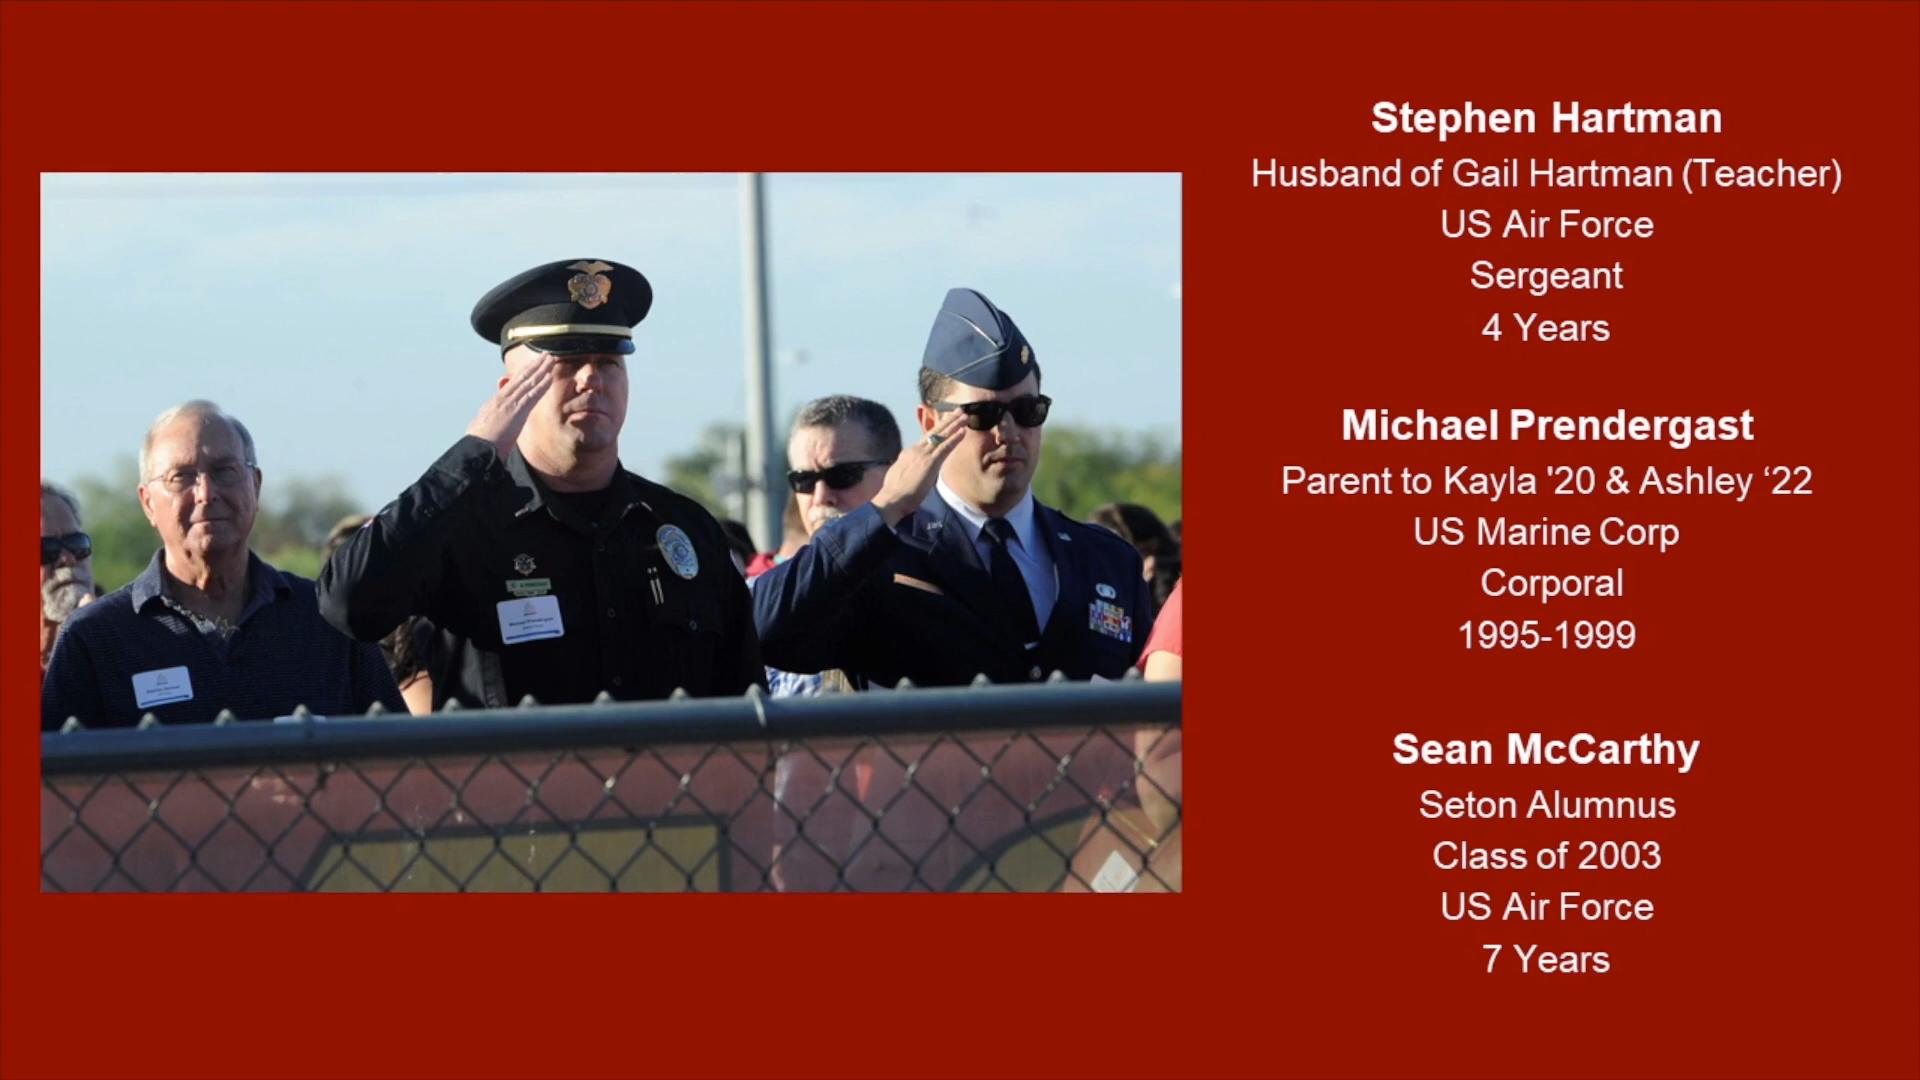 Stephen Hartman
Husband of Gail Hartman (Teacher)
US Air Force
Sergeant
4 Years
Michael Prendergast
Parent to Kayla '20 & Ashley ‘22
US Marine Corp
Corporal
1995-1999
Sean McCarthy
Seton Alumnus
Class of 2003
US Air Force
7 Years
Michael Prendergast